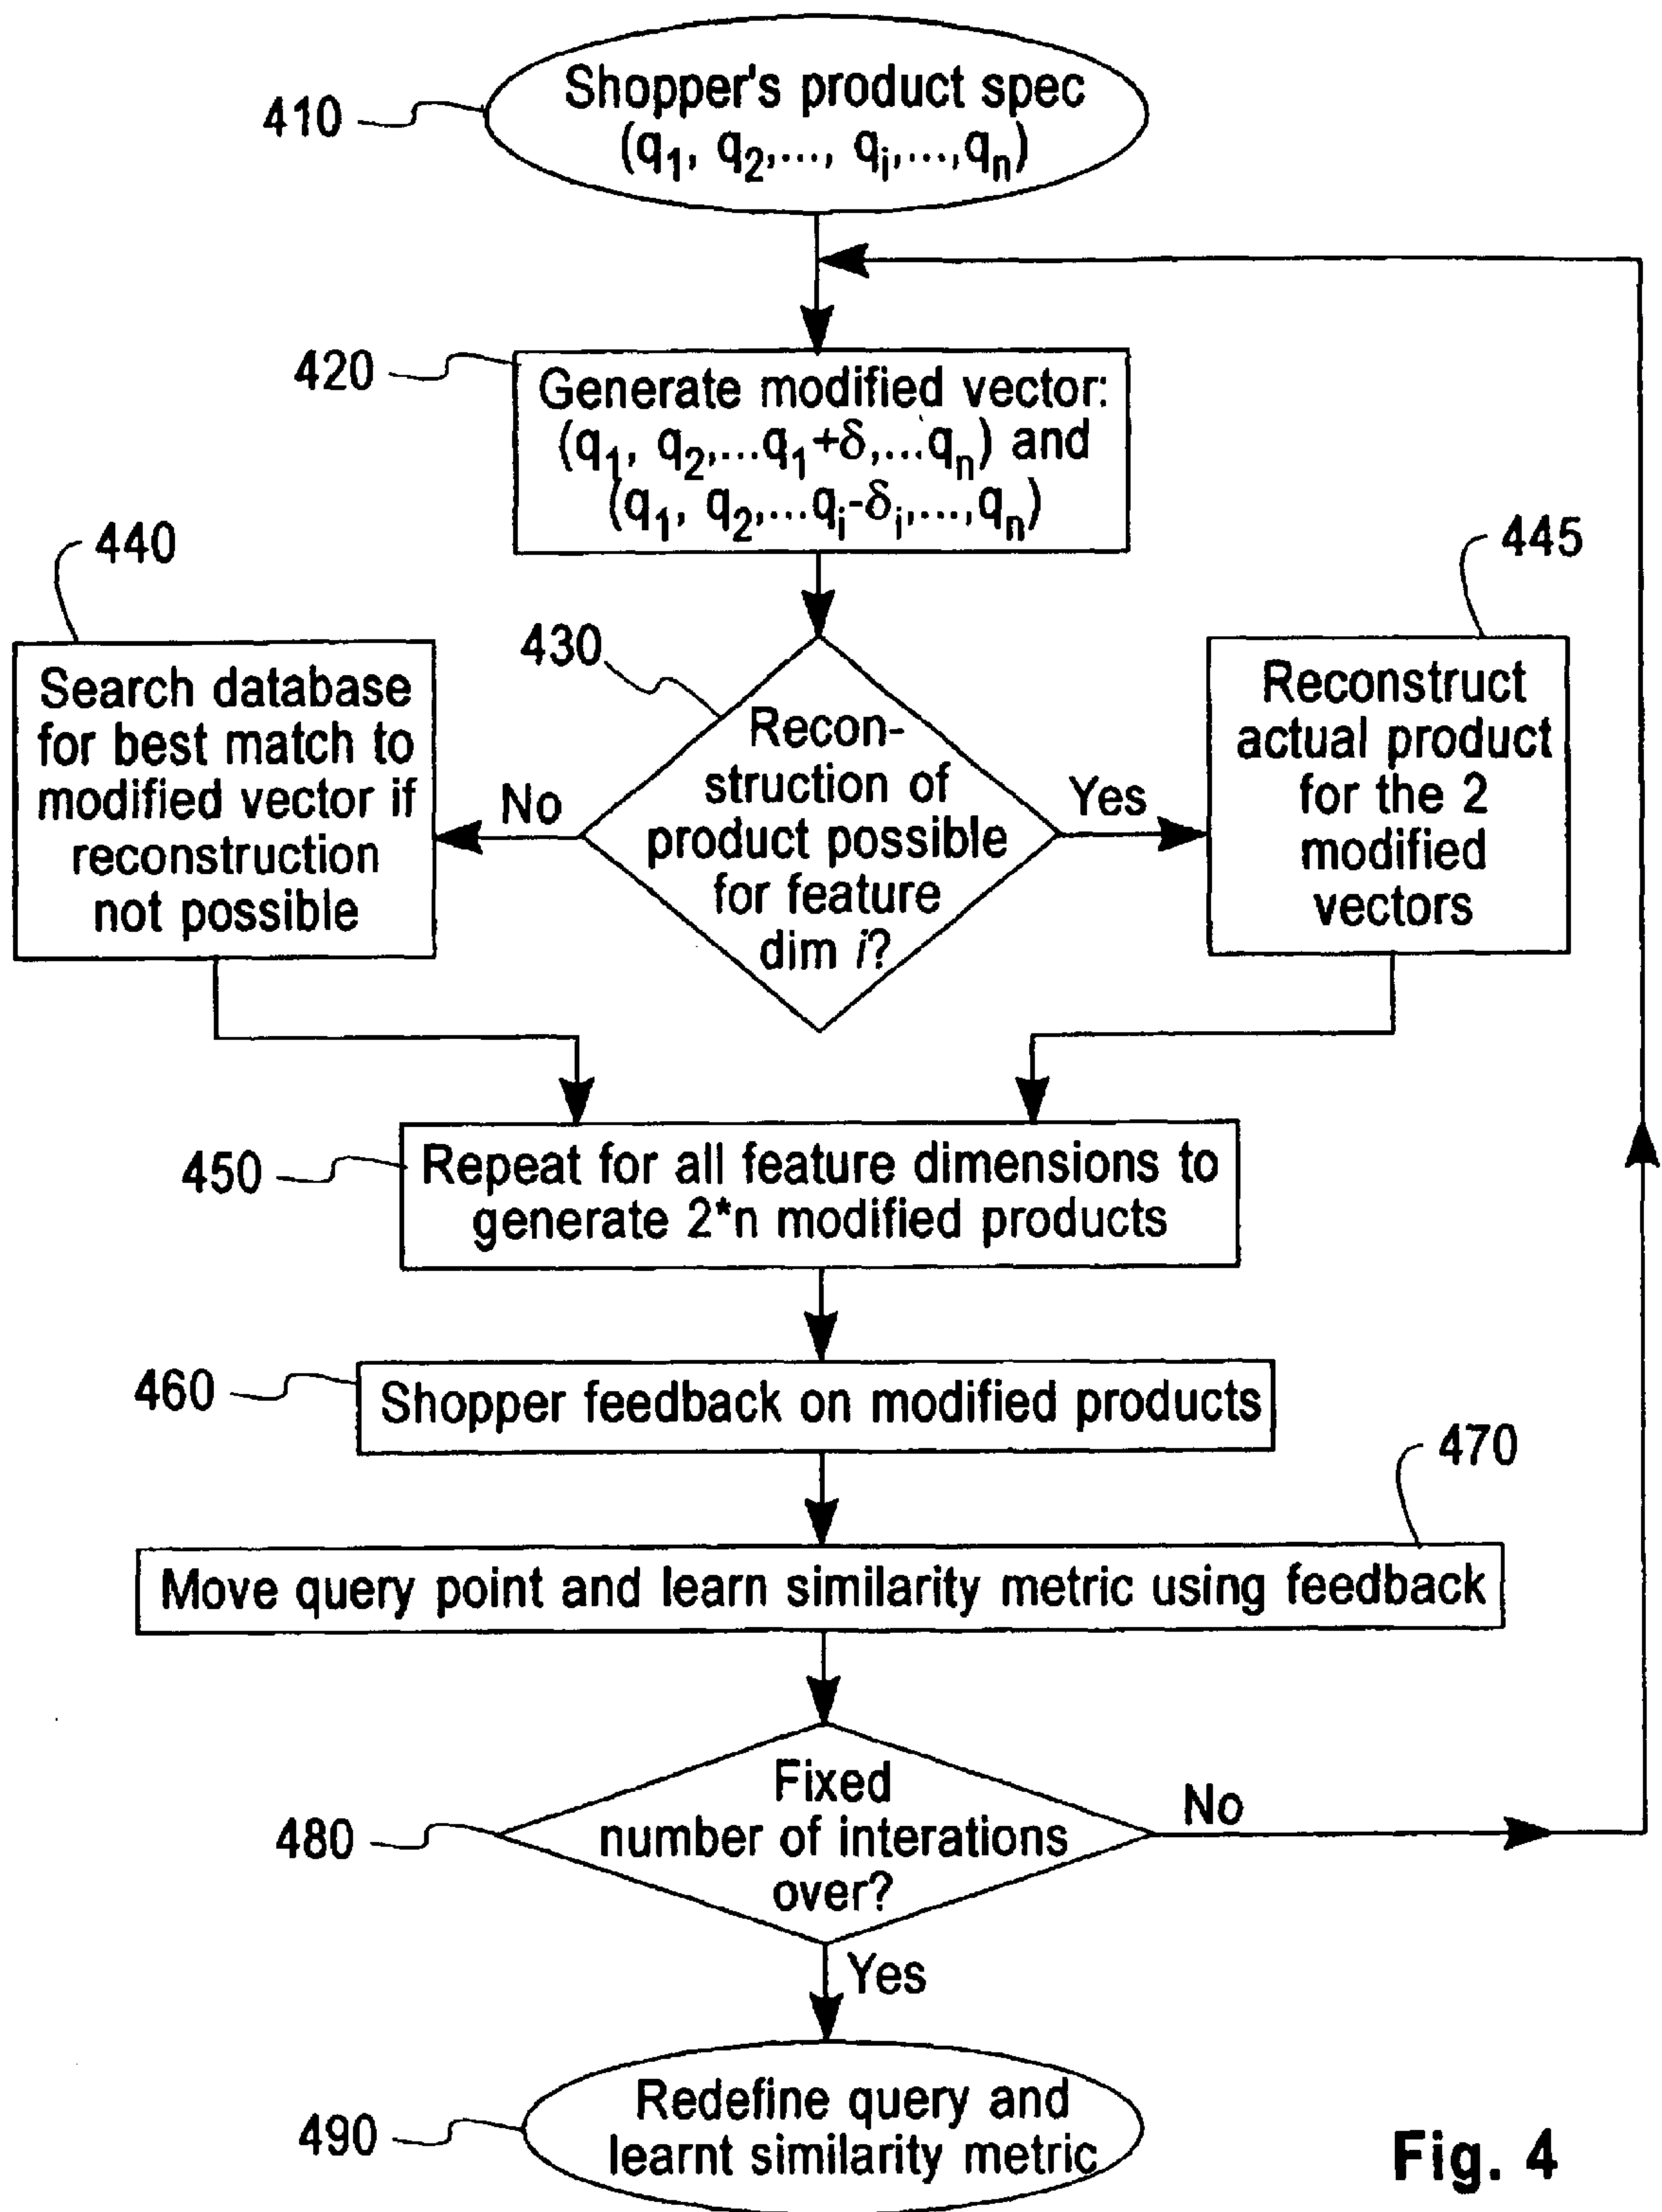 410
Shopper's product spec
(q₁, q₂,..., qᵢ,...,qₙ)
420
Generate modified vector:
(q₁, q₂,...q₁+δ,...qₙ) and
(q₁, q₂,...qᵢ-δᵢ,...,qₙ)
430
Recon-
struction of
product possible
for feature
dim i?
No
Yes
440
Search database
for best match to
modified vector if
reconstruction
not possible
445
Reconstruct
actual product
for the 2
modified
vectors
450
Repeat for all feature dimensions to
generate 2*n modified products
460
Shopper feedback on modified products
470
Move query point and learn similarity metric using feedback
480
Fixed
number of interations
over?
No
Yes
490
Redefine query and
learnt similarity metric
Fig. 4